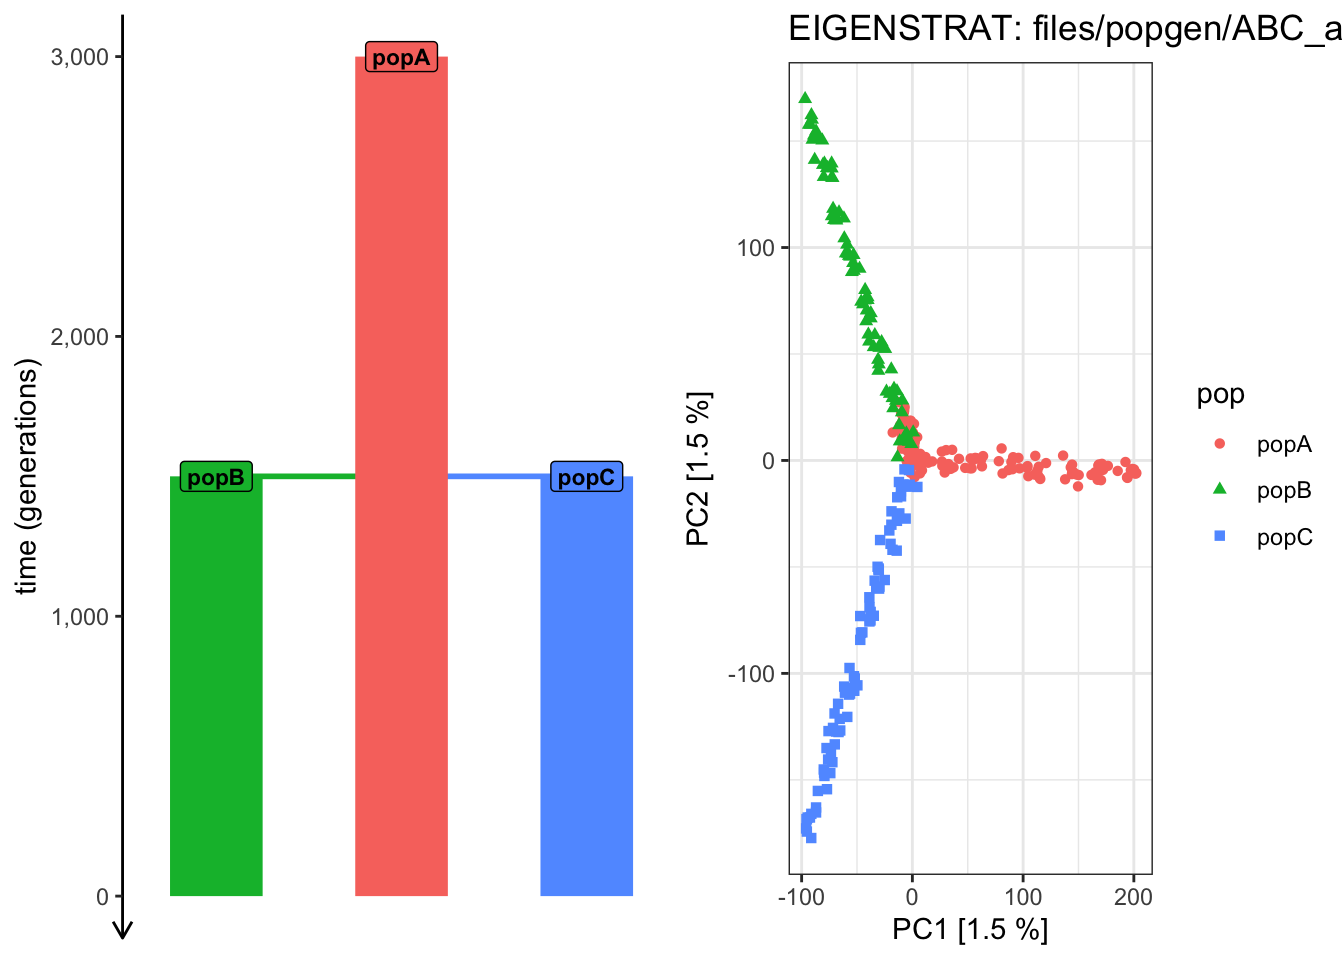 time (generations)
3,000
2,000
1,000
0
popA
popB
popC
EIGENSTRAT: files/popgen/ABC_a
PC2 [1.5 %]
100
0
-100
-100
0
100
200
PC1 [1.5 %]
pop
popA
popB
popC